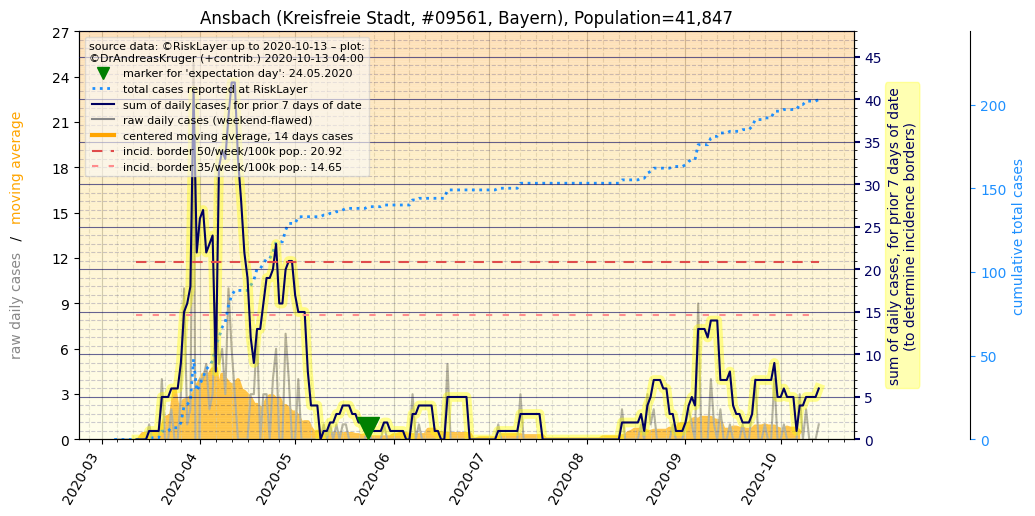 Ansbach (Kreisfreie Stadt, #09561, Bayern), Population=41,847
source data: ©RiskLayer up to 2020-10-13 – plot:
©DrAndreasKruger (+contrib.) 2020-10-13 04:00
marker for 'expectation day': 24.05.2020
total cases reported at RiskLayer
sum of daily cases, for prior 7 days of date
raw daily cases (weekend-flawed)
centered moving average, 14 days cases
incid. border 50/week/100k pop.: 20.92
incid. border 35/week/100k pop.: 14.65
raw daily cases / moving average
27
24
21
18
15
12
9
6
3
0
2020-03
2020-04
2020-05
2020-06
2020-07
2020-08
2020-09
2020-10
45
40
35
30
25
20
15
10
5
0
sum of daily cases, for prior 7 days of date
(to determine incidence borders)
200
150
100
50
0
cumulative total cases